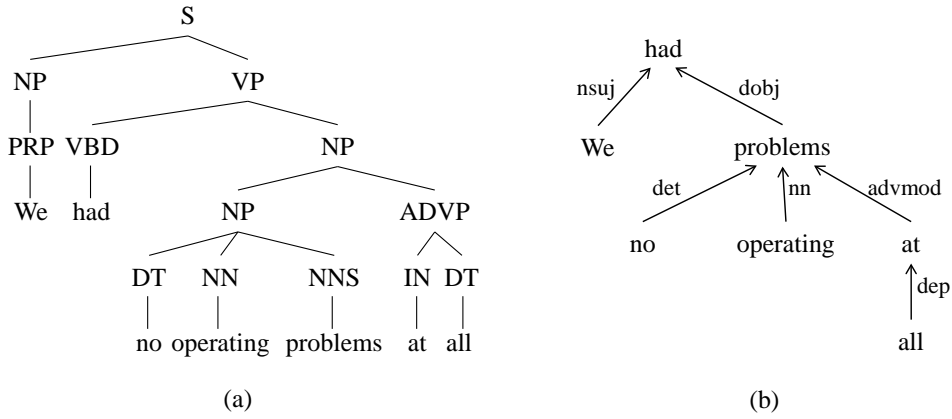 S
NP VP
PRP VBD NP
We had NP ADVP
DT NN NNS IN DT
no operating problems at all
(a)
had
nsuj dobj
We problems
det nn advmod
no operating at
dep
all
(b)